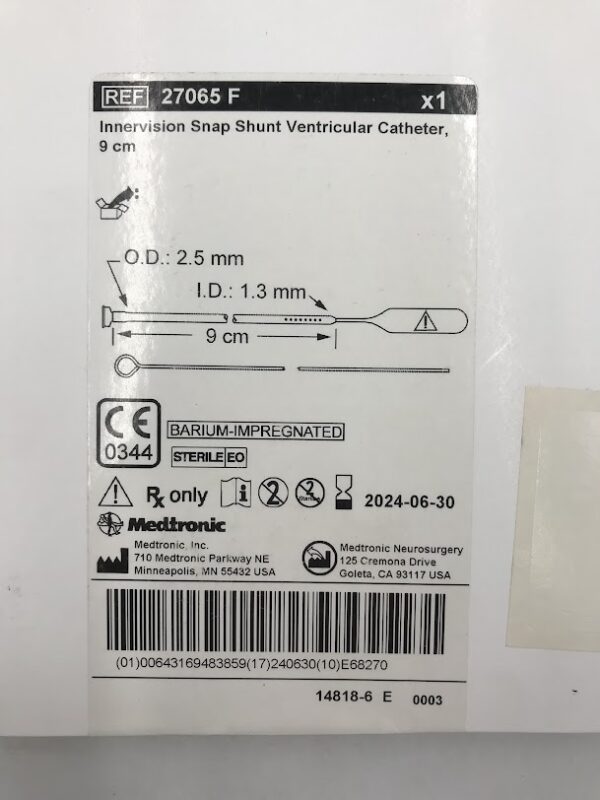 REF 27065 F x1
Innervision Snap Shunt Ventricular Catheter,
9 cm
O.D.: 2.5 mm
I.D.: 1.3 mm
9 cm
CE
0344
BARIUM-IMPREGNATED
STERILE EO
Rx only 2 2 2024-06-30
Medtronic
Medtronic, Inc.
710 Medtronic Parkway NE
Minneapolis, MN 55432 USA
Medtronic Neurosurgery
125 Cremona Drive
Goleta, CA 93117 USA
(01)00643169483859(17)240630(10)E68270
14818-6 E 0003